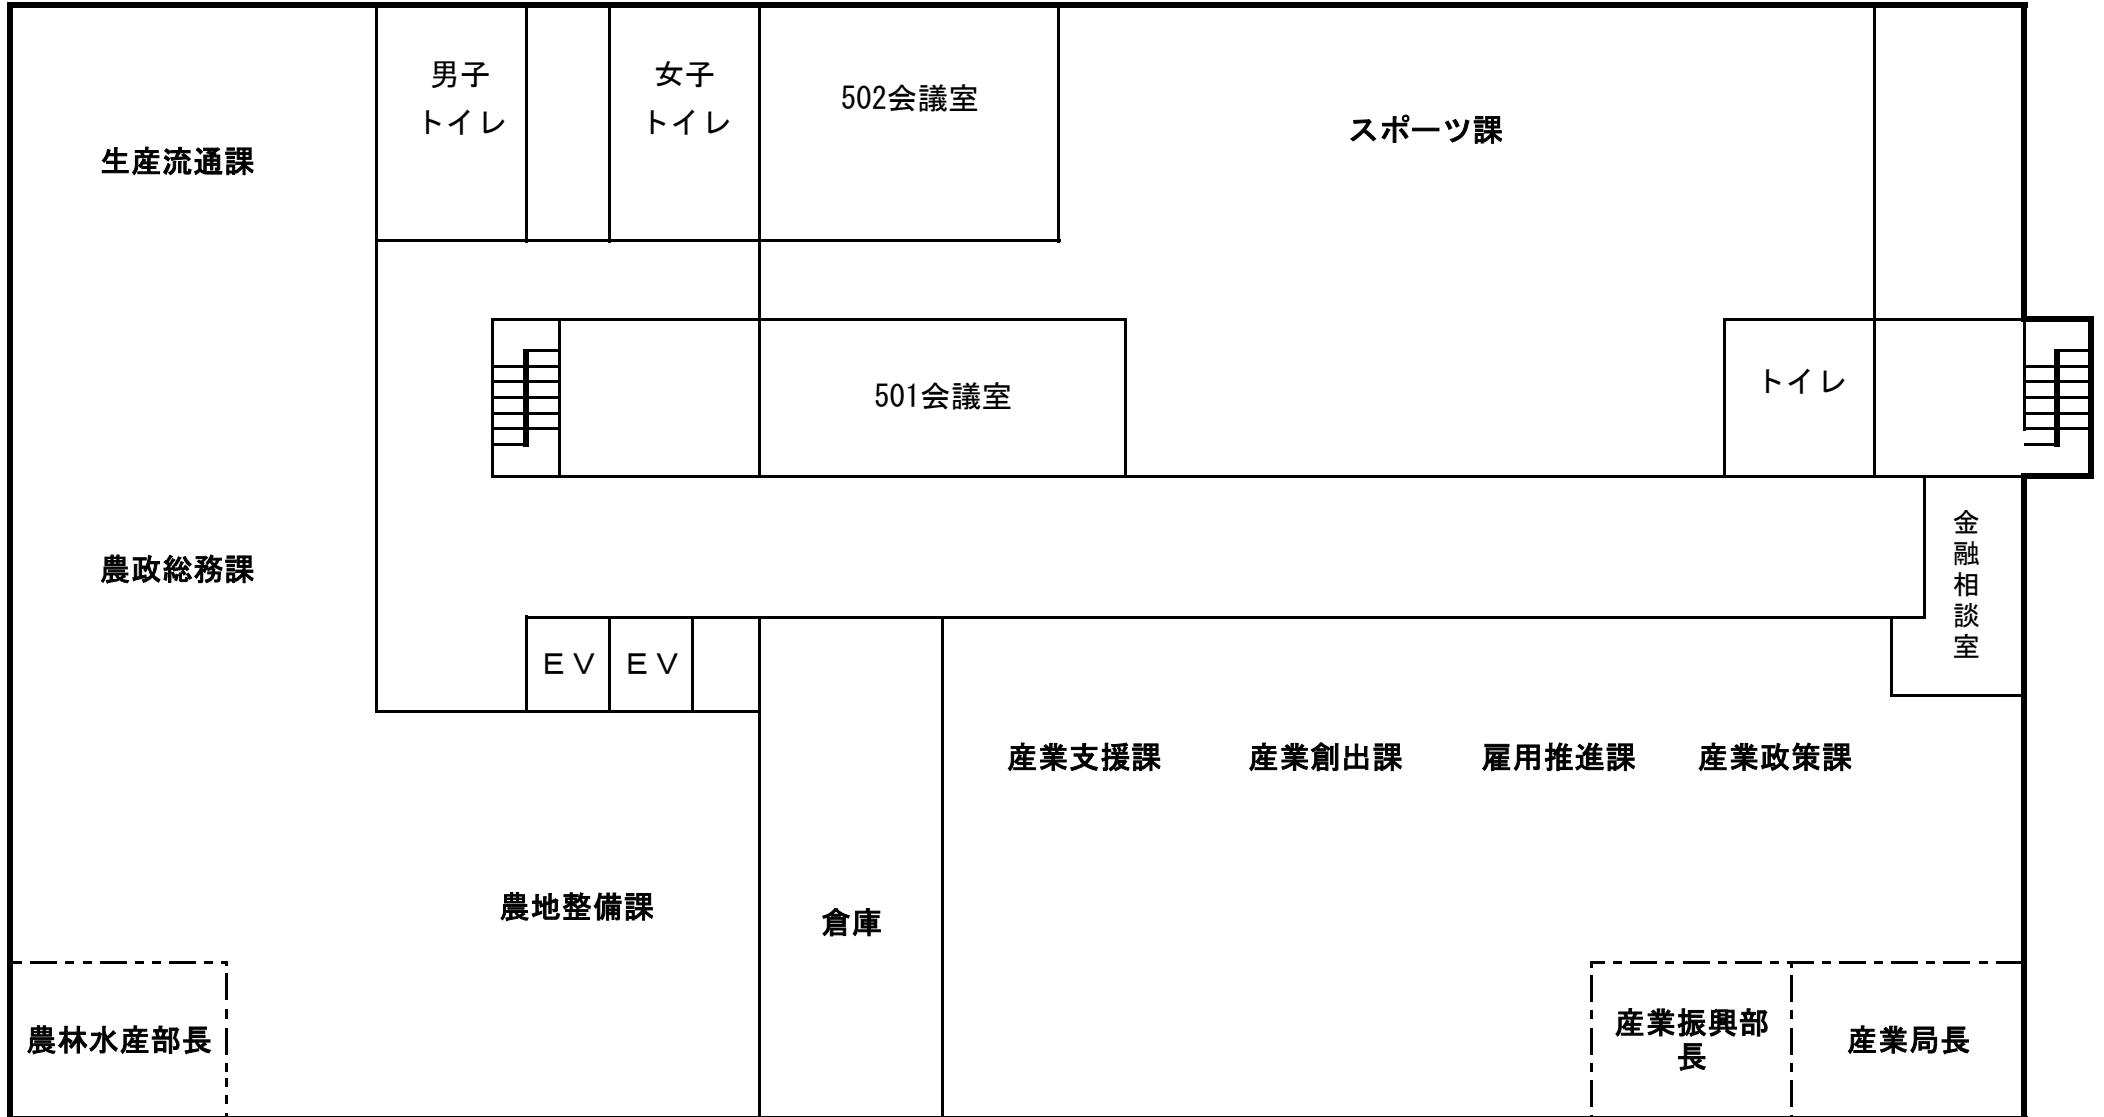 男子
トイレ
女子
トイレ
502会議室
スポーツ課
生産流通課
501会議室
トイレ
農政総務課
金融相談室
ＥＶ
ＥＶ
産業支援課
産業創出課
雇用推進課
産業政策課
農地整備課
倉庫
農林水産部長
産業振興部
長
産業局長